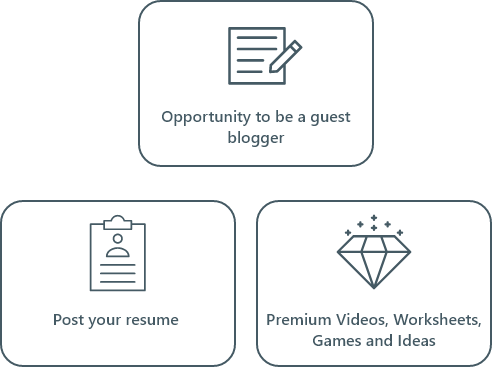 Opportunity to be a guest
blogger
Post your resume
Premium Videos, Worksheets,
Games and Ideas